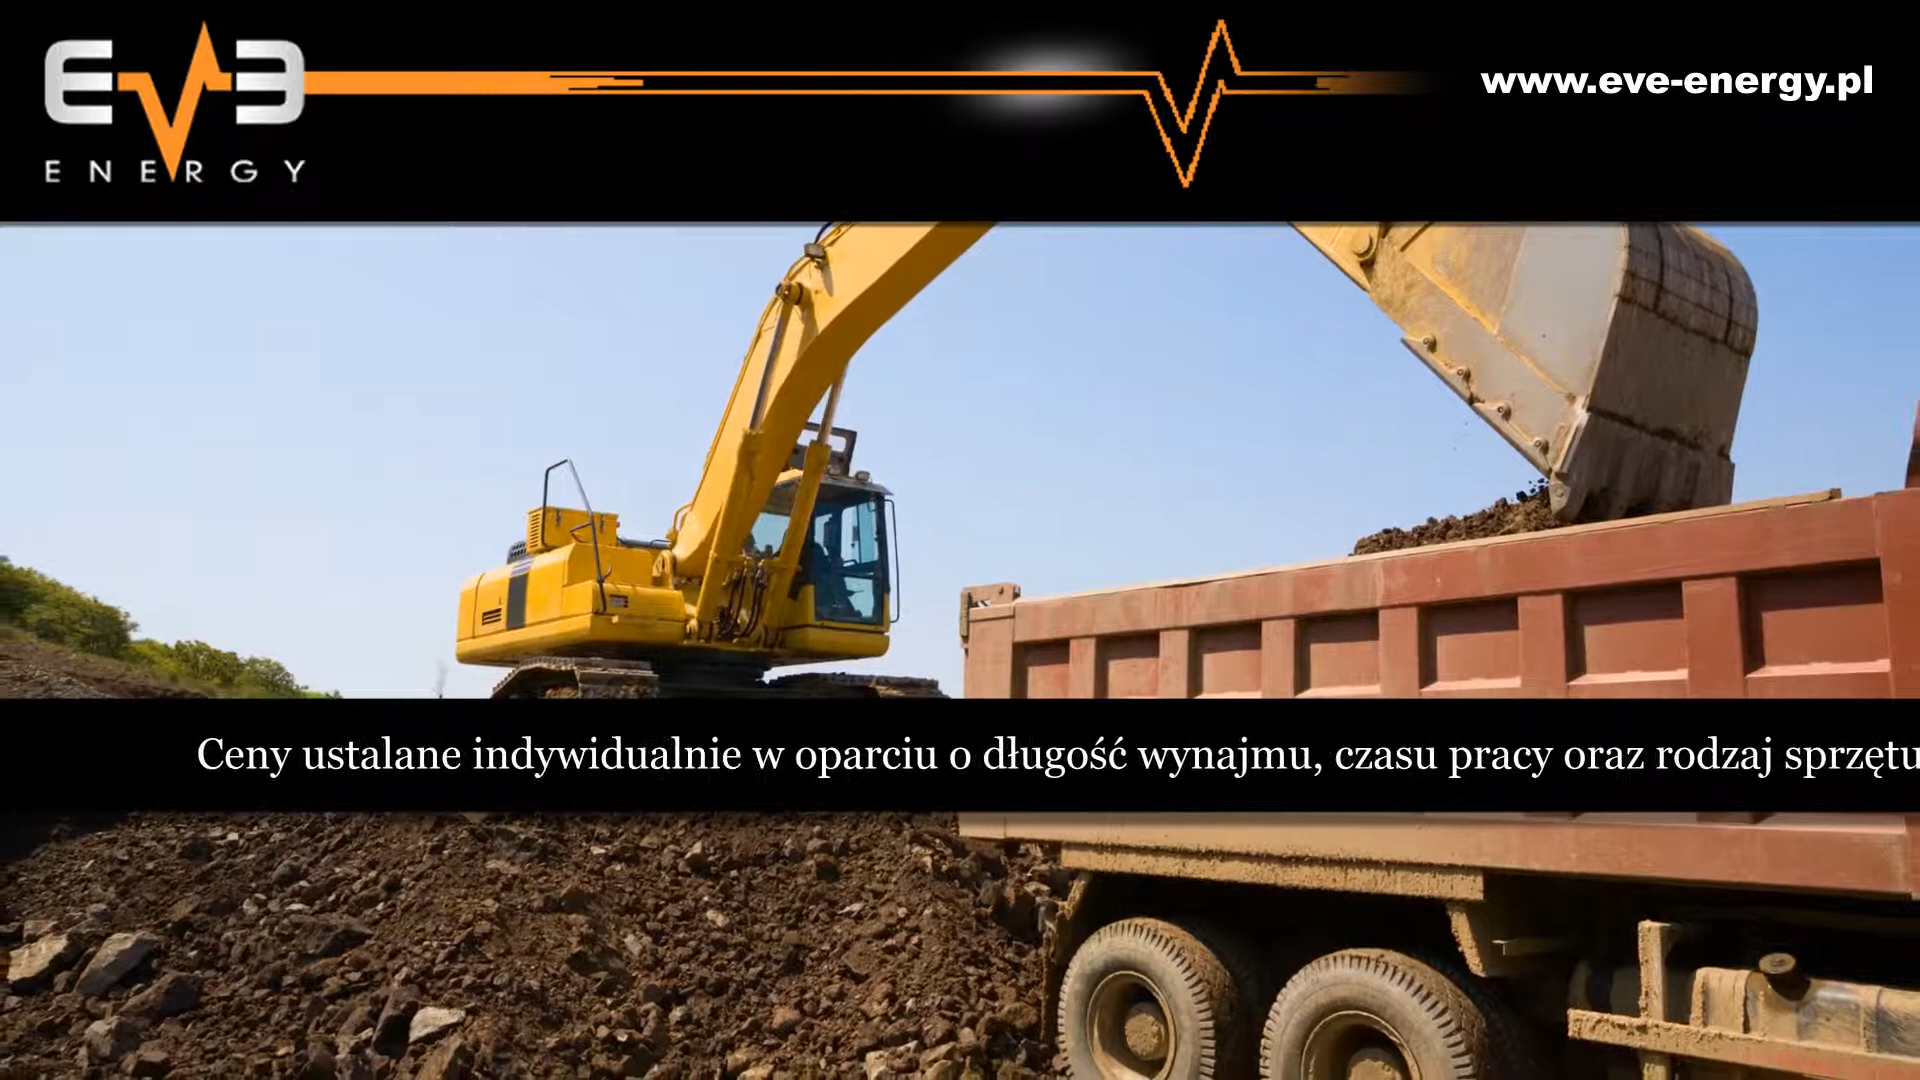 EVE
ENERGY
www.eve-energy.pl
Ceny ustalane indywidualnie w oparciu o długość wynajmu, czasu pracy oraz rodzaj sprzętu